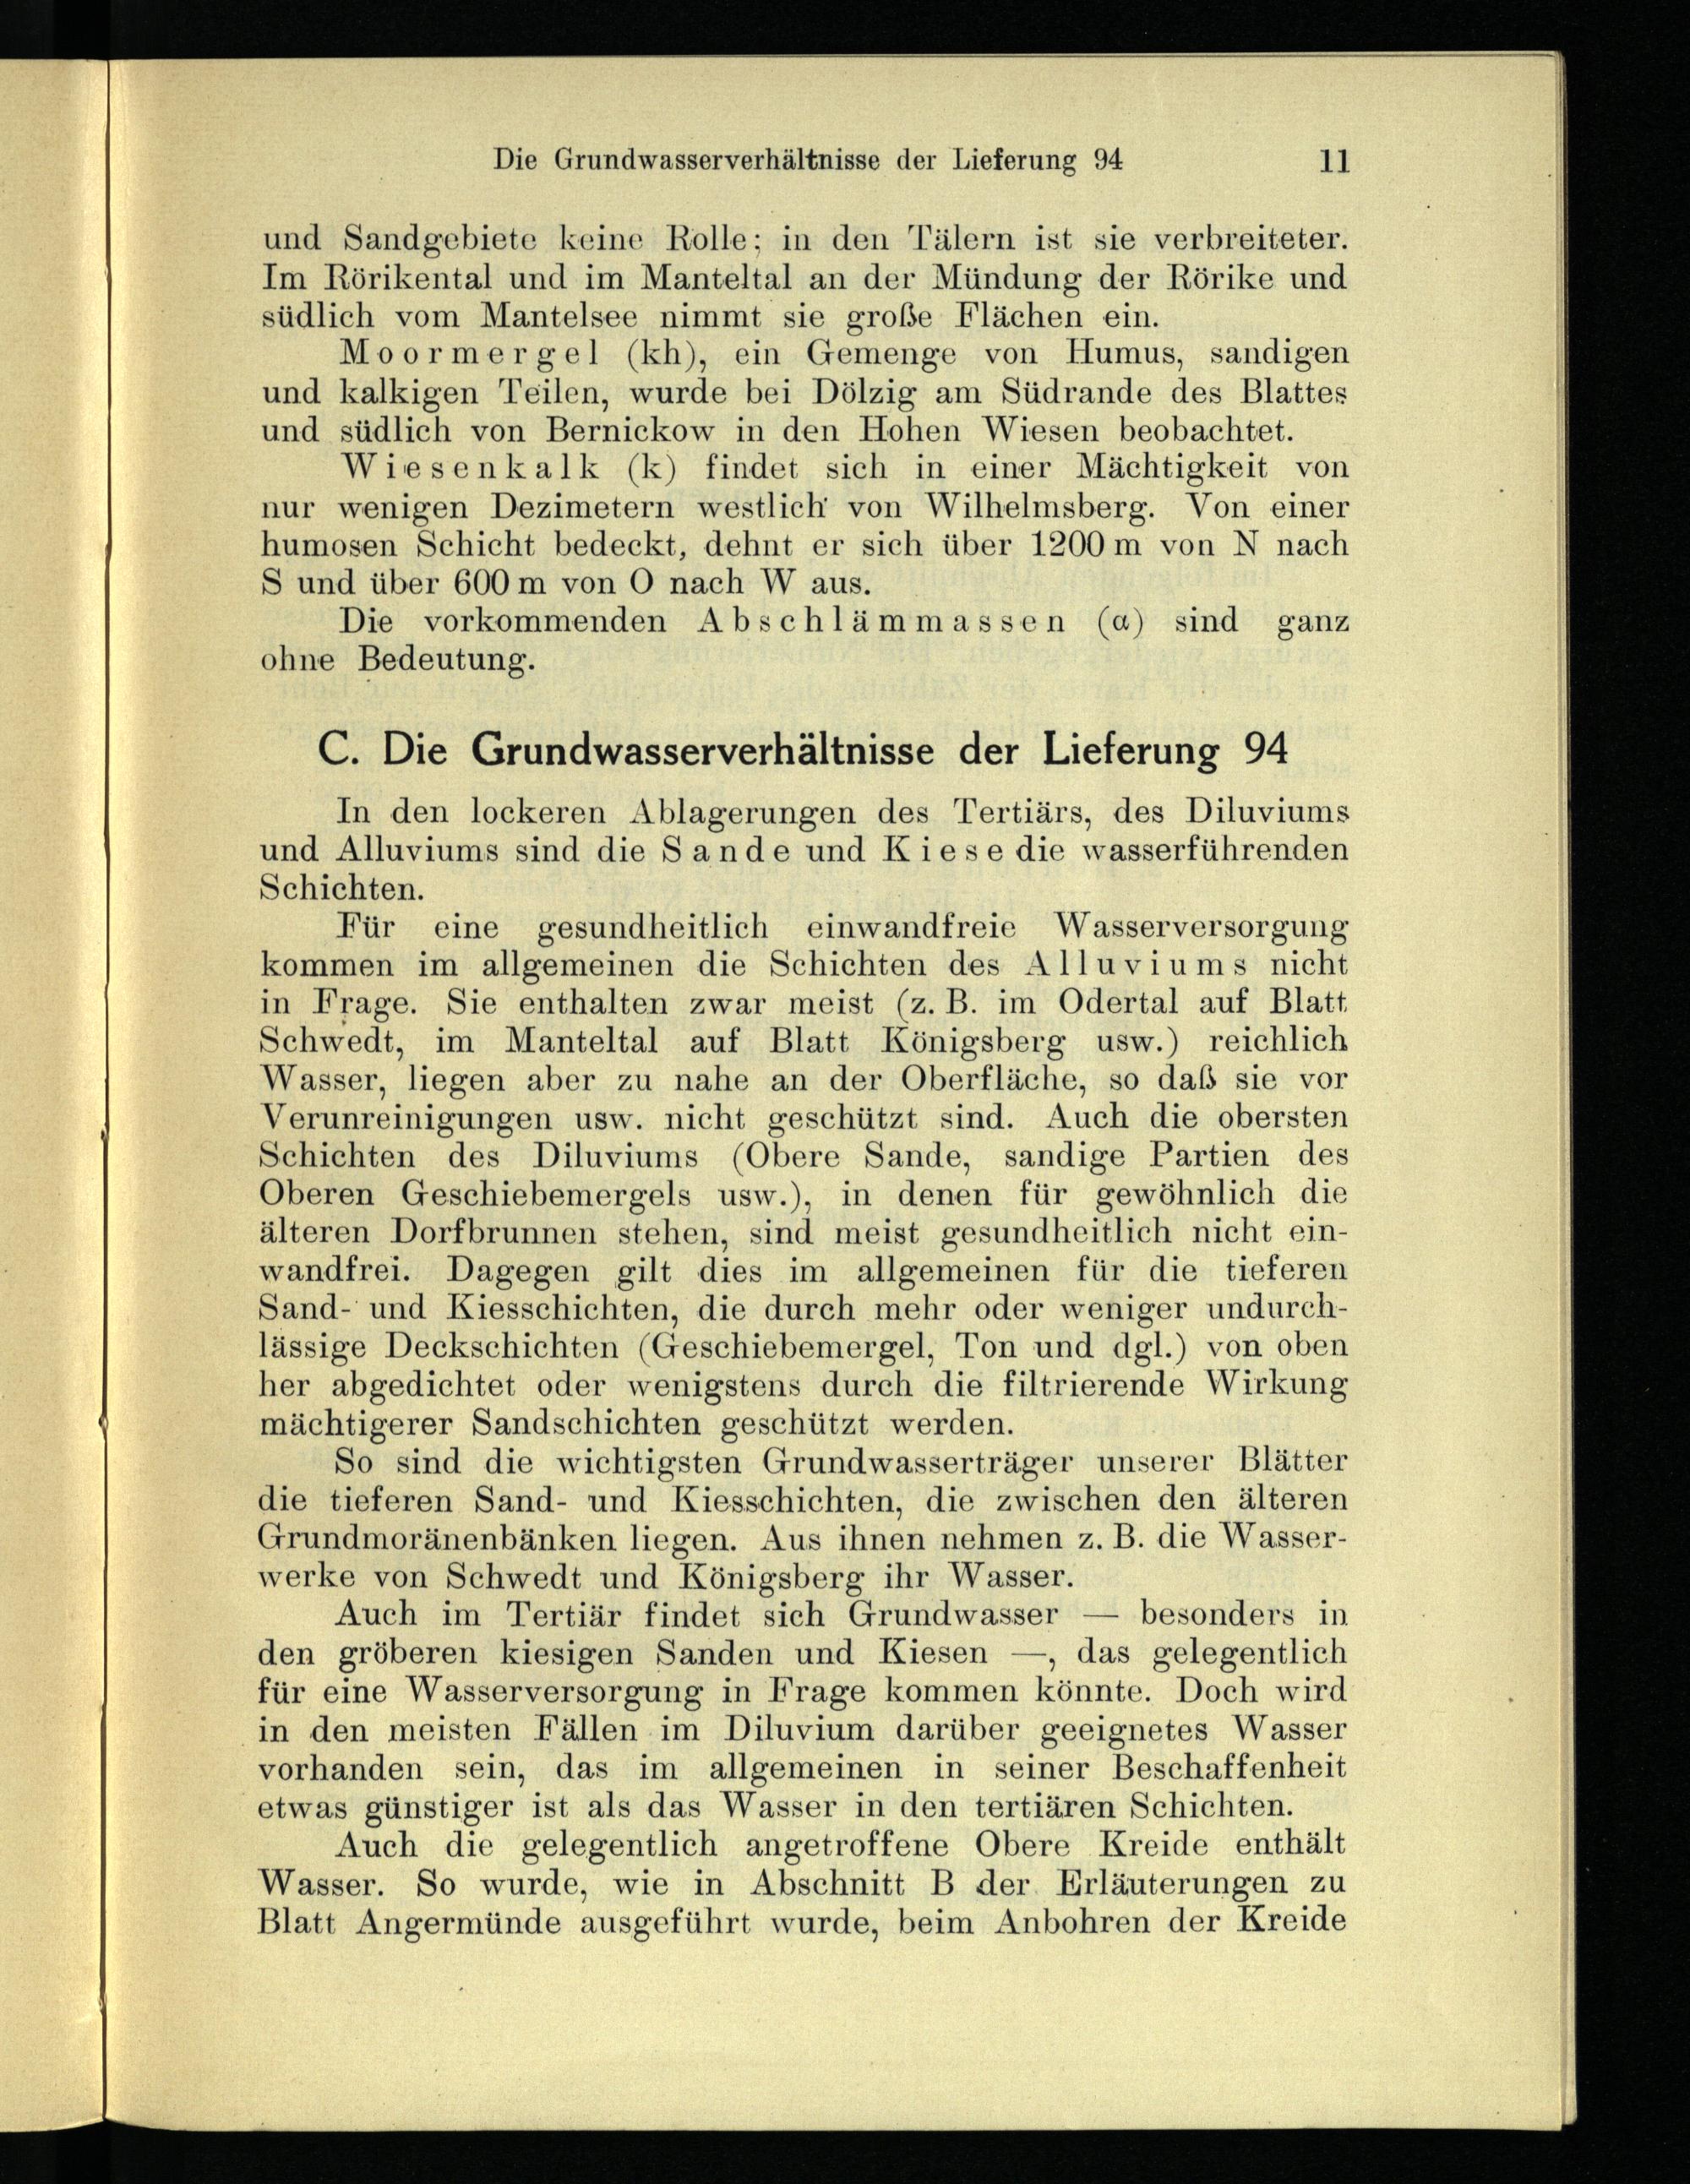 Die Grundwasserverhältnisse der Lieferung 94 11
und Sandgebiete keine Rolle; in den Tälern ist sie verbreiteter.
Im Rörikental und im Manteltal an der Mündung der Rörike und
südlich vom Mantelsee nimmt sie große Flächen ein.
Moormergel (kh), ein Gemenge von Humus, sandigen
und kalkigen Teilen, wurde bei Dölzig am Südrande des Blattes
und südlich von Bernickow in den Hohen Wiesen beobachtet.
Wiesenkalk (k) findet sich in einer Mächtigkeit von
nur wenigen Dezimetern westlich von Wilhelmsberg. Von einer
humosen Schicht bedeckt, dehnt er sich über 1200 m von N nach
S und über 600 m von O nach W aus.
Die vorkommenden Abschlämmassen (α) sind ganz
ohne Bedeutung.
C. Die Grundwasserverhältnisse der Lieferung 94
In den lockeren Ablagerungen des Tertiärs, des Diluviums
und Alluviums sind die Sande und Kiese die wasserführenden
Schichten.
Für eine gesundheitlich einwandfreie Wasserversorgung
kommen im allgemeinen die Schichten des Alluviums nicht
in Frage. Sie enthalten zwar meist (z. B. im Odertal auf Blatt
Schwedt, im Manteltal auf Blatt Königsberg usw.) reichlich
Wasser, liegen aber zu nahe an der Oberfläche, so daß sie vor
Verunreinigungen usw. nicht geschützt sind. Auch die obersten
Schichten des Diluviums (Obere Sande, sandige Partien des
Oberen Geschiebemergels usw.), in denen für gewöhnlich die
älteren Dorfbrunnen stehen, sind meist gesundheitlich nicht ein-
wandfrei. Dagegen gilt dies im allgemeinen für die tieferen
Sand- und Kiesschichten, die durch mehr oder weniger undurch-
lässige Deckschichten (Geschiebemergel, Ton und dgl.) von oben
her abgedichtet oder wenigstens durch die filtrierende Wirkung
mächtigerer Sandschichten geschützt werden.
So sind die wichtigsten Grundwasserträger unserer Blätter
die tieferen Sand- und Kiesschichten, die zwischen den älteren
Grundmoränenbänken liegen. Aus ihnen nehmen z. B. die Wasser-
werke von Schwedt und Königsberg ihr Wasser.
Auch im Tertiär findet sich Grundwasser — besonders in
den gröberen kiesigen Sanden und Kiesen —, das gelegentlich
für eine Wasserversorgung in Frage kommen könnte. Doch wird
in den meisten Fällen im Diluvium darüber geeignetes Wasser
vorhanden sein, das im allgemeinen in seiner Beschaffenheit
etwas günstiger ist als das Wasser in den tertiären Schichten.
Auch die gelegentlich angetroffene Obere Kreide enthält
Wasser. So wurde, wie in Abschnitt B der Erläuterungen zu
Blatt Angermünde ausgeführt wurde, beim Anbohren der Kreide